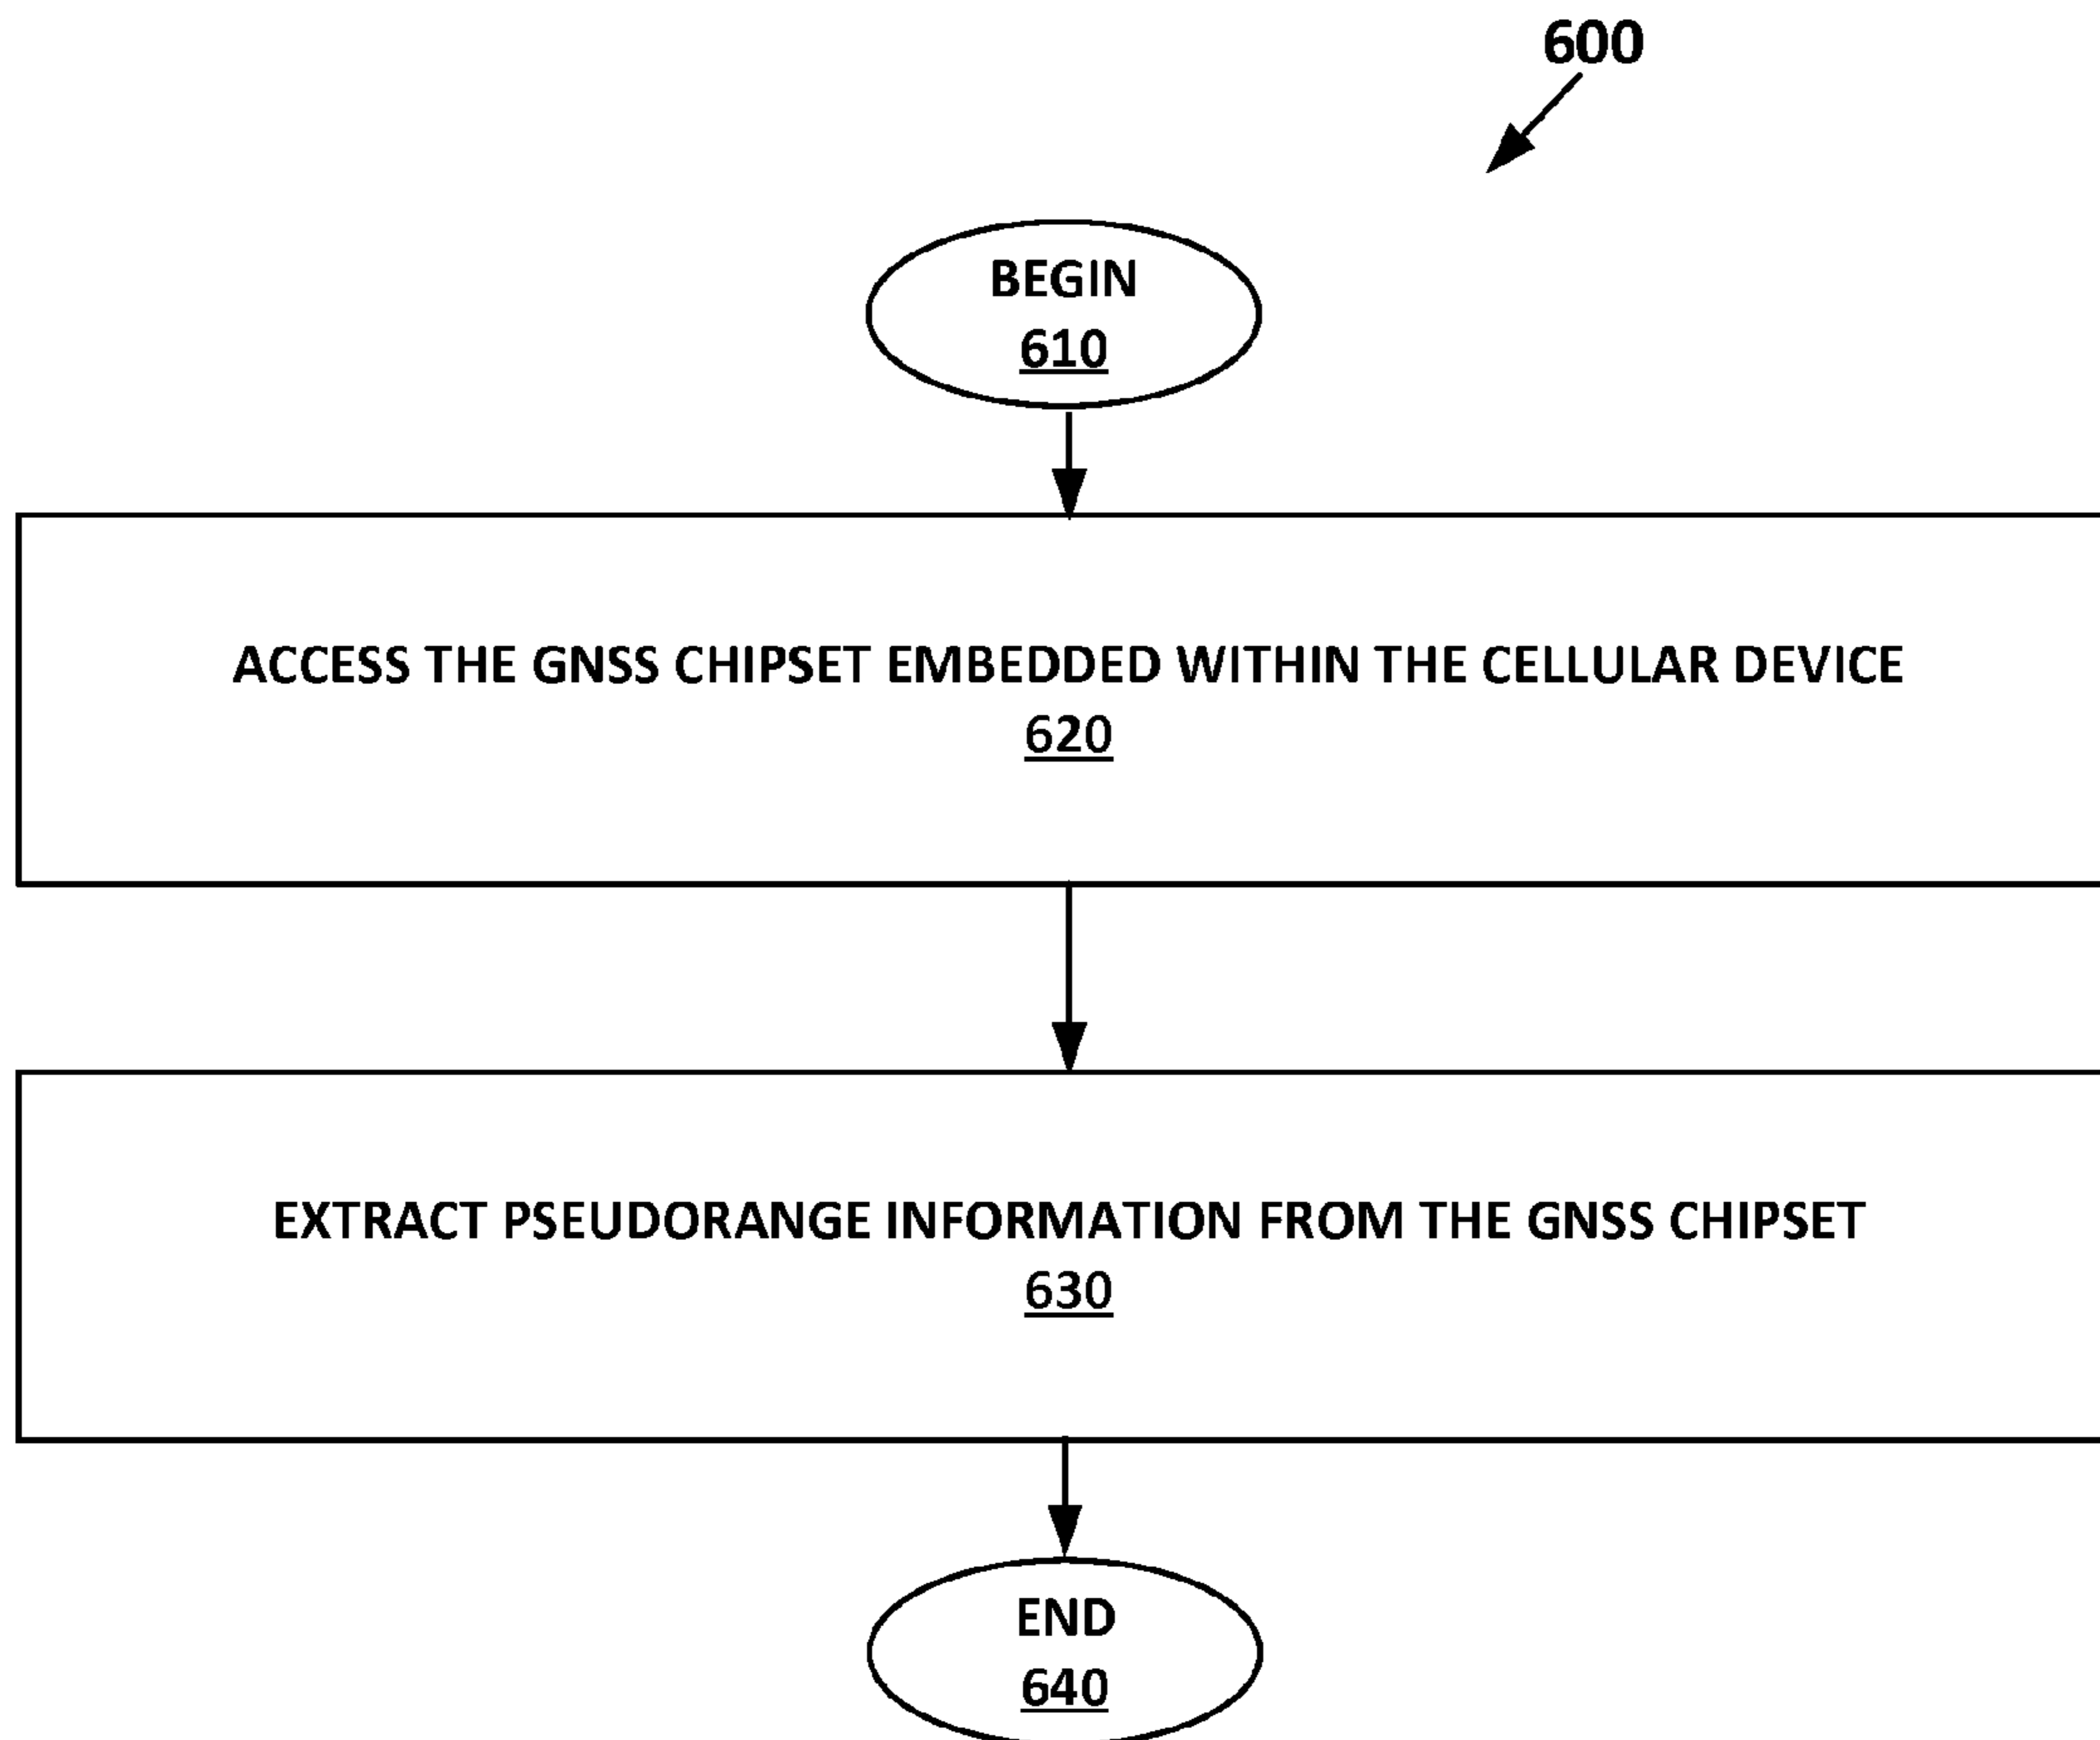 600
BEGIN
610
ACCESS THE GNSS CHIPSET EMBEDDED WITHIN THE CELLULAR DEVICE
620
EXTRACT PSEUDORANGE INFORMATION FROM THE GNSS CHIPSET
630
END
640